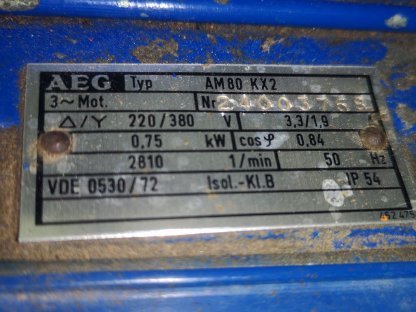 AEG Typ AM80 KX2
3~Mot. Nr.
△/Y 220/380 V 3,3/1,9
0,75 kW cosφ 0,84
2810 1/min 50 Hz
VDE 0530/72 Isol.-Kl.B IP 54